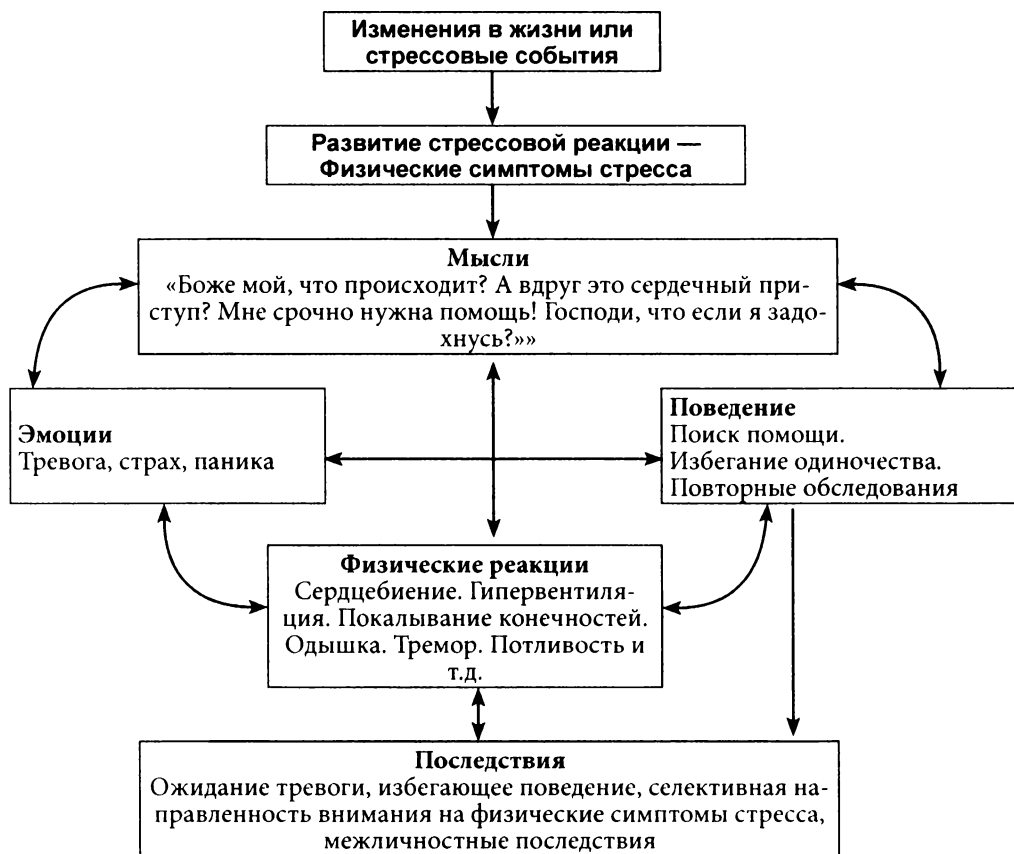 Изменения в жизни или
стрессовые события
Развитие стрессовой реакции —
Физические симптомы стресса
Мысли
«Боже мой, что происходит? А вдруг это сердечный при-
ступ? Мне срочно нужна помощь! Господи, что если я задо-
хнусь?»»
Эмоции
Тревога, страх, паника
Поведение
Поиск помощи.
Избегание одиночества.
Повторные обследования
Физические реакции
Сердцебиение. Гипервентиля-
ция. Покалывание конечностей.
Одышка. Тремор. Потливость и
т.д.
Последствия
Ожидание тревоги, избегающее поведение, селективная на-
правленность внимания на физические симптомы стресса,
межличностные последствия